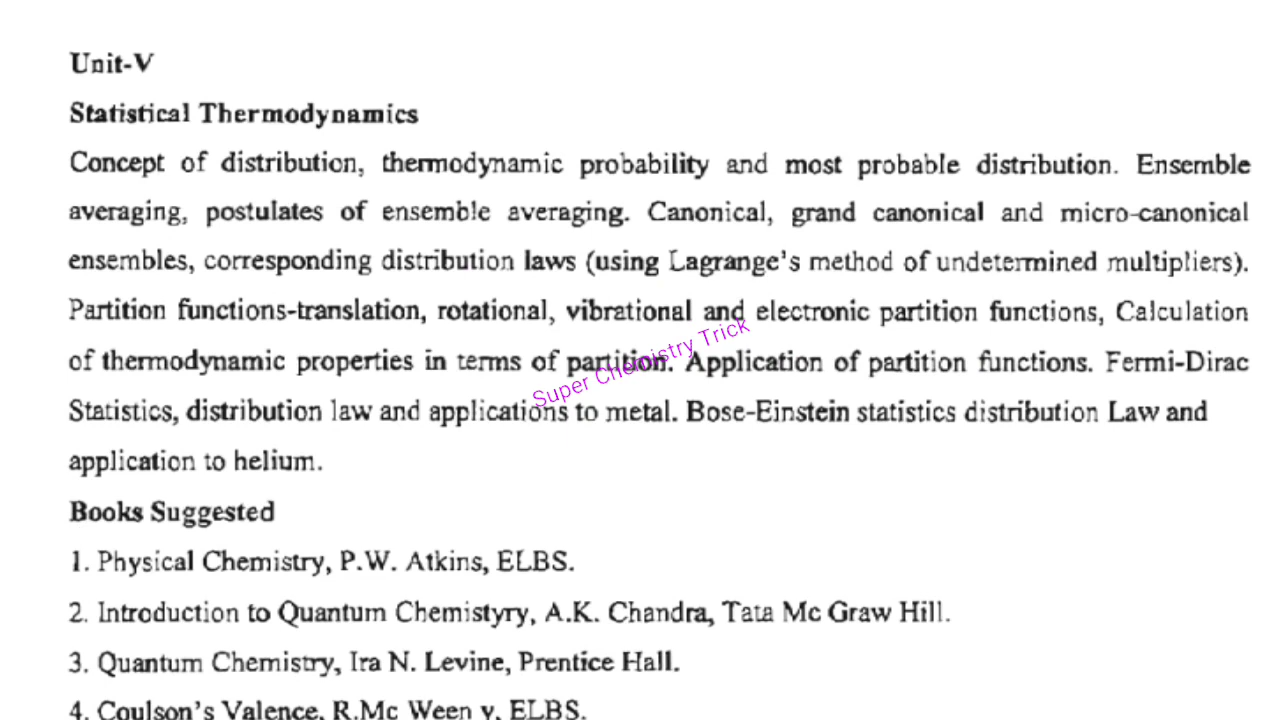 Unit-V
Statistical Thermodynamics
Concept of distribution, thermodynamic probability and most probable distribution. Ensemble
averaging, postulates of ensemble averaging. Canonical, grand canonical and micro-canonical
ensembles, corresponding distribution laws (using Lagrange's method of undetermined multipliers).
Partition functions-translation, rotational, vibrational and electronic partition functions, Calculation
of thermodynamic properties in terms of partition. Application of partition functions. Fermi-Dirac
Super Chemistry Trick
Statistics, distribution law and applications to metal. Bose-Einstein statistics distribution Law and
application to helium.
Books Suggested
1. Physical Chemistry, P.W. Atkins, ELBS.
2. Introduction to Quantum Chemistyry, A.K. Chandra, Tata Mc Graw Hill.
3. Quantum Chemistry, Ira N. Levine, Prentice Hall.
4. Coulson's Valence, R.Mc Ween y, ELBS.